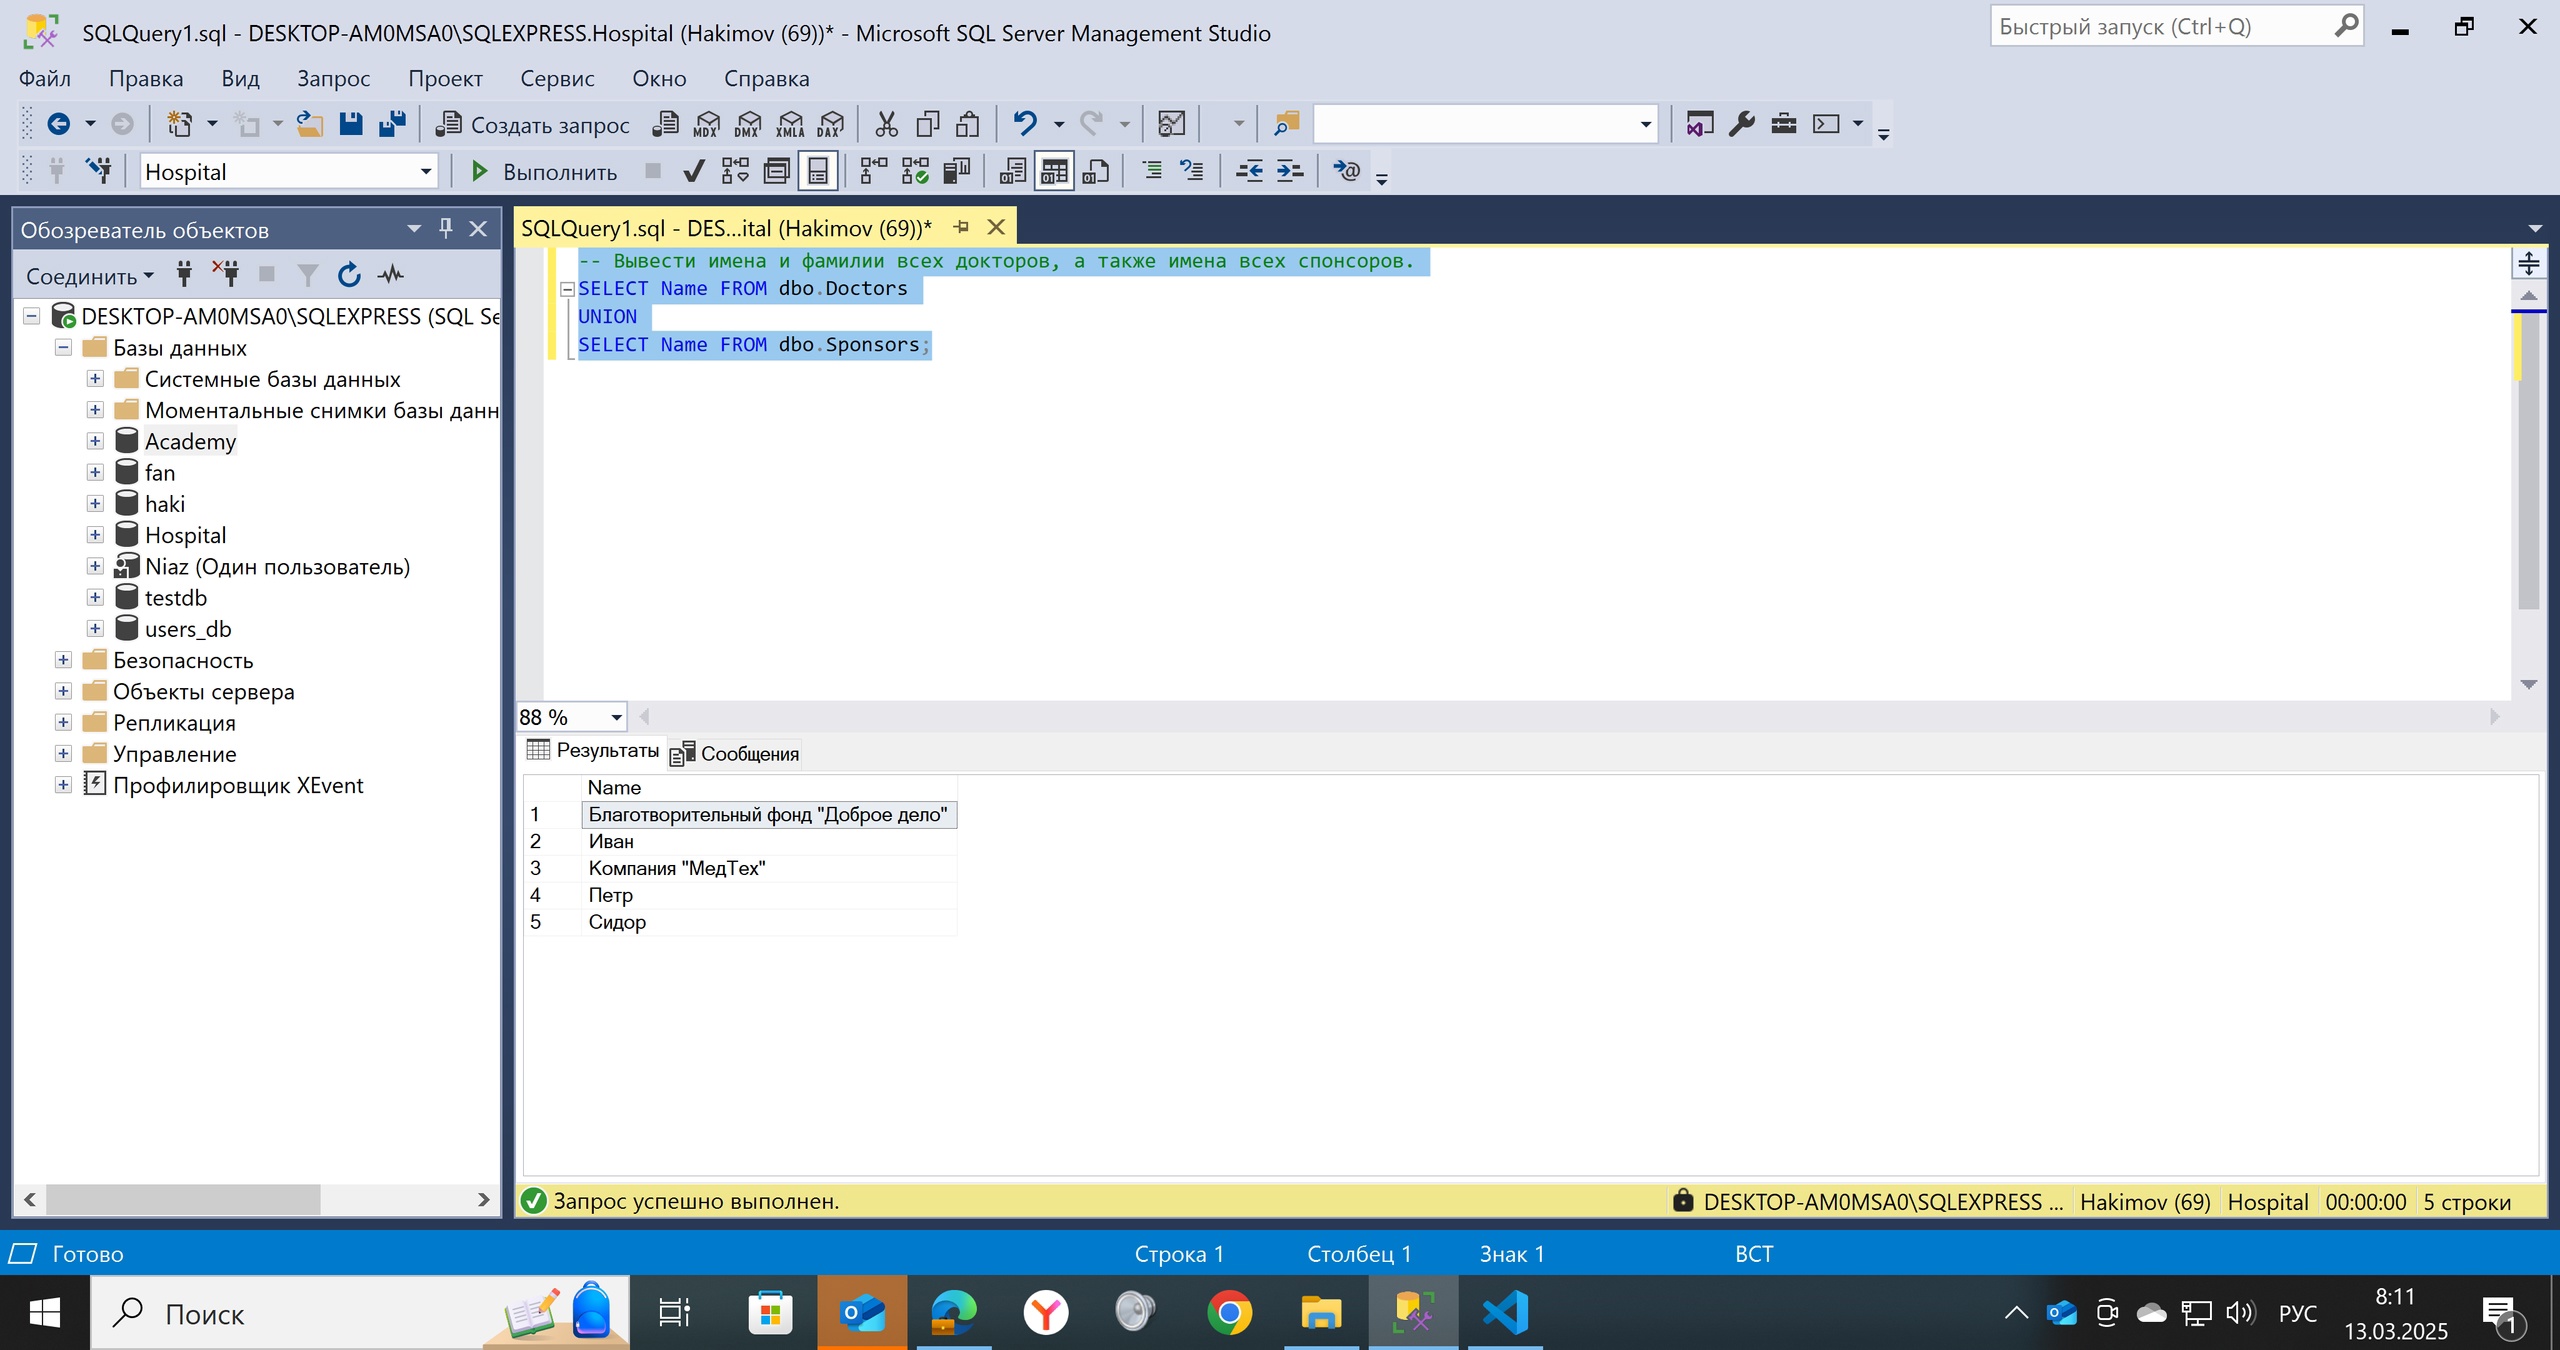 SQLQuery1.sql - DESKTOP-AM0MSA0\SQLEXPRESS.Hospital (Hakimov (69))* - Microsoft SQL Server Management Studio
Быстрый запуск (Ctrl+Q)
Файл Правка Вид Запрос Проект Сервис Окно Справка
Создать запрос MDX DMX XMLA DAX
Hospital Выполнить
Обозреватель объектов
Соединить
DESKTOP-AM0MSA0\SQLEXPRESS (SQL Se
Базы данных
Системные базы данных
Моментальные снимки базы данн
Academy
fan
haki
Hospital
Niaz (Один пользователь)
testdb
users_db
Безопасность
Объекты сервера
Репликация
Управление
Профилировщик XEvent
SQLQuery1.sql - DES...ital (Hakimov (69))*
-- Вывести имена и фамилии всех докторов, а также имена всех спонсоров.
SELECT Name FROM dbo.Doctors
UNION
SELECT Name FROM dbo.Sponsors;
88 %
Результаты Сообщения
Name
1 Благотворительный фонд "Доброе дело"
2 Иван
3 Компания "МедТех"
4 Петр
5 Сидор
Запрос успешно выполнен. DESKTOP-AM0MSA0\SQLEXPRESS ... Hakimov (69) Hospital 00:00:00 5 строки
Готово Строка 1 Столбец 1 Знак 1 ВСТ
Поиск
РУС
8:11
13.03.2025
1